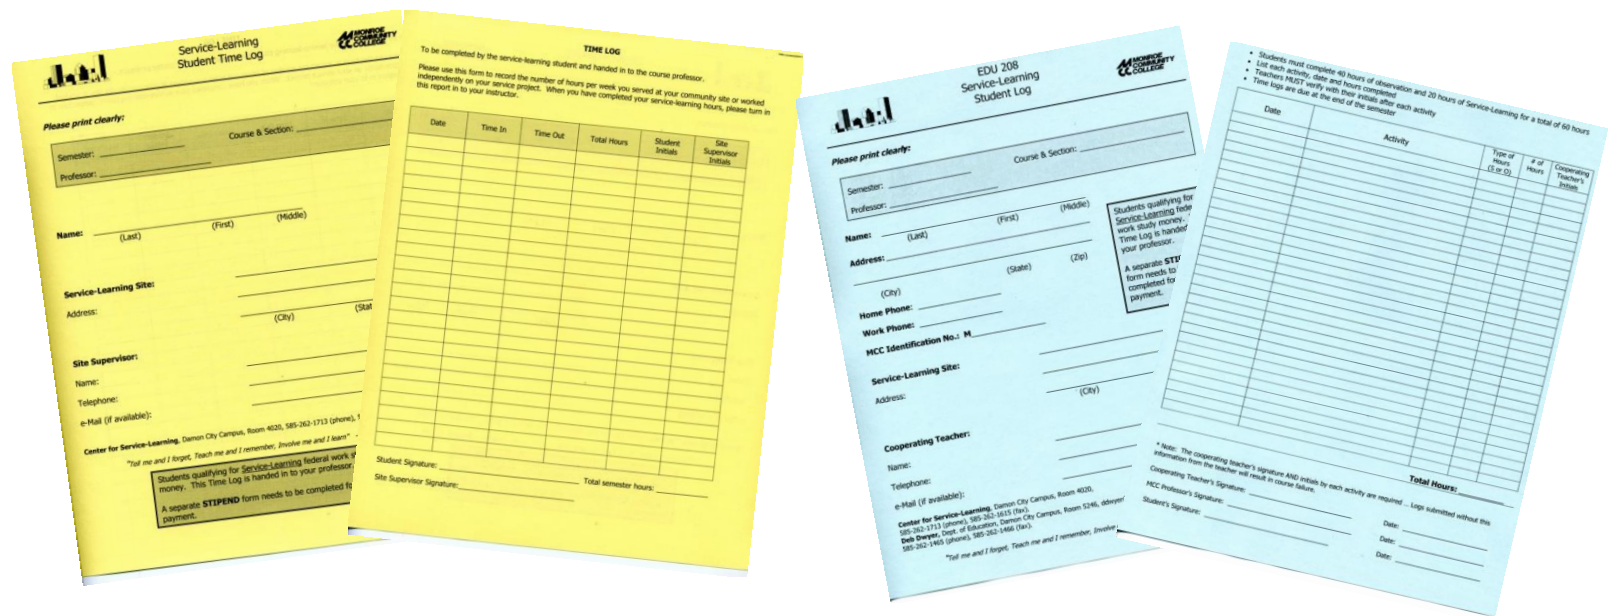 Service-Learning
Student Time Log
MONROE
COMMUNITY
COLLEGE
Please print clearly:
Semester:
Course & Section:
Professor:
Name:
(Last)
(First)
(Middle)
Service-Learning Site:
Address:
(City)
(Stat
Site Supervisor:
Name:
Telephone:
e-Mail (if available):
Center for Service-Learning, Damon City Campus, Room 4020, 585-262-1713 (phone),
"Tell me and I forget, Teach me and I remember, Involve me and I learn"
Students qualifying for Service-Learning federal work st
money. This Time Log is handed in to your professor.
A separate STIPEND form needs to be completed fo
payment.
TIME LOG
To be completed by the service-learning student and handed in to the course professor.
Please use this form to record the number of hours per week you served at your community site or worked
independently on your service project. When you have completed your service-learning hours, please turn in
this report in to your instructor.
Date
Time In
Time Out
Total Hours
Student
Initials
Site
Supervisor
Initials
Student Signature:
Total semester hours:
Site Supervisor Signature:
EDU 208
Service-Learning
Student Log
MONROE
COMMUNITY
COLLEGE
Please print clearly:
Semester:
Course & Section:
Professor:
Name:
(Last)
(First)
(Middle)
Address:
(City)
(State)
(Zip)
Home Phone:
Work Phone:
MCC Identification No.: M
Students qualifying for
Service-Learning fede
work study money.
Time Log is handed
your professor.
A separate STIPE
form needs to
completed fo
payment.
Service-Learning Site:
Address:
(City)
Cooperating Teacher:
Name:
Telephone:
e-Mail (if available):
Center for Service-Learning, Damon City Campus, Room 4020,
585-262-1713 (phone), 585-262-1615 (fax).
Deb Dwyer, Dept. of Education, Damon City Campus, Room 5246, ddwyer
585-262-1465 (phone), 585-262-1466 (fax).
"Tell me and I forget, Teach me and I remember, Involve
• Students must complete 40 hours of observation and 20 hours of Service-Learning for a total of 60 hours
• List each activity, date and hours completed
• Teachers MUST verify with their initials after each activity
• Time logs are due at the end of the semester
Date
Activity
Type of
Hours
(S or O)
# of
Hours
Cooperating
Teacher's
Initials
Total Hours:
* Note: The cooperating teacher's signature AND initials by each activity are required ... Logs submitted without this
information from the teacher will result in course failure.
Cooperating Teacher's Signature:
Date:
MCC Professor's Signature:
Date:
Student's Signature:
Date: